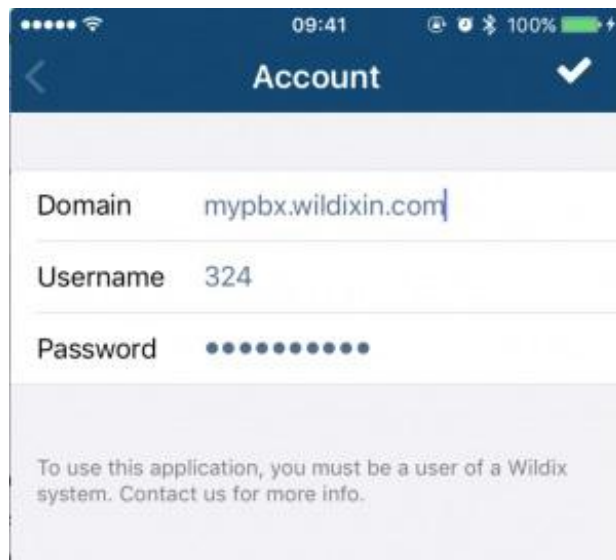 09:41 100%
Account
Domain mypbx.wildixin.com
Username 324
Password ••••••••••
To use this application, you must be a user of a Wildix
system. Contact us for more info.